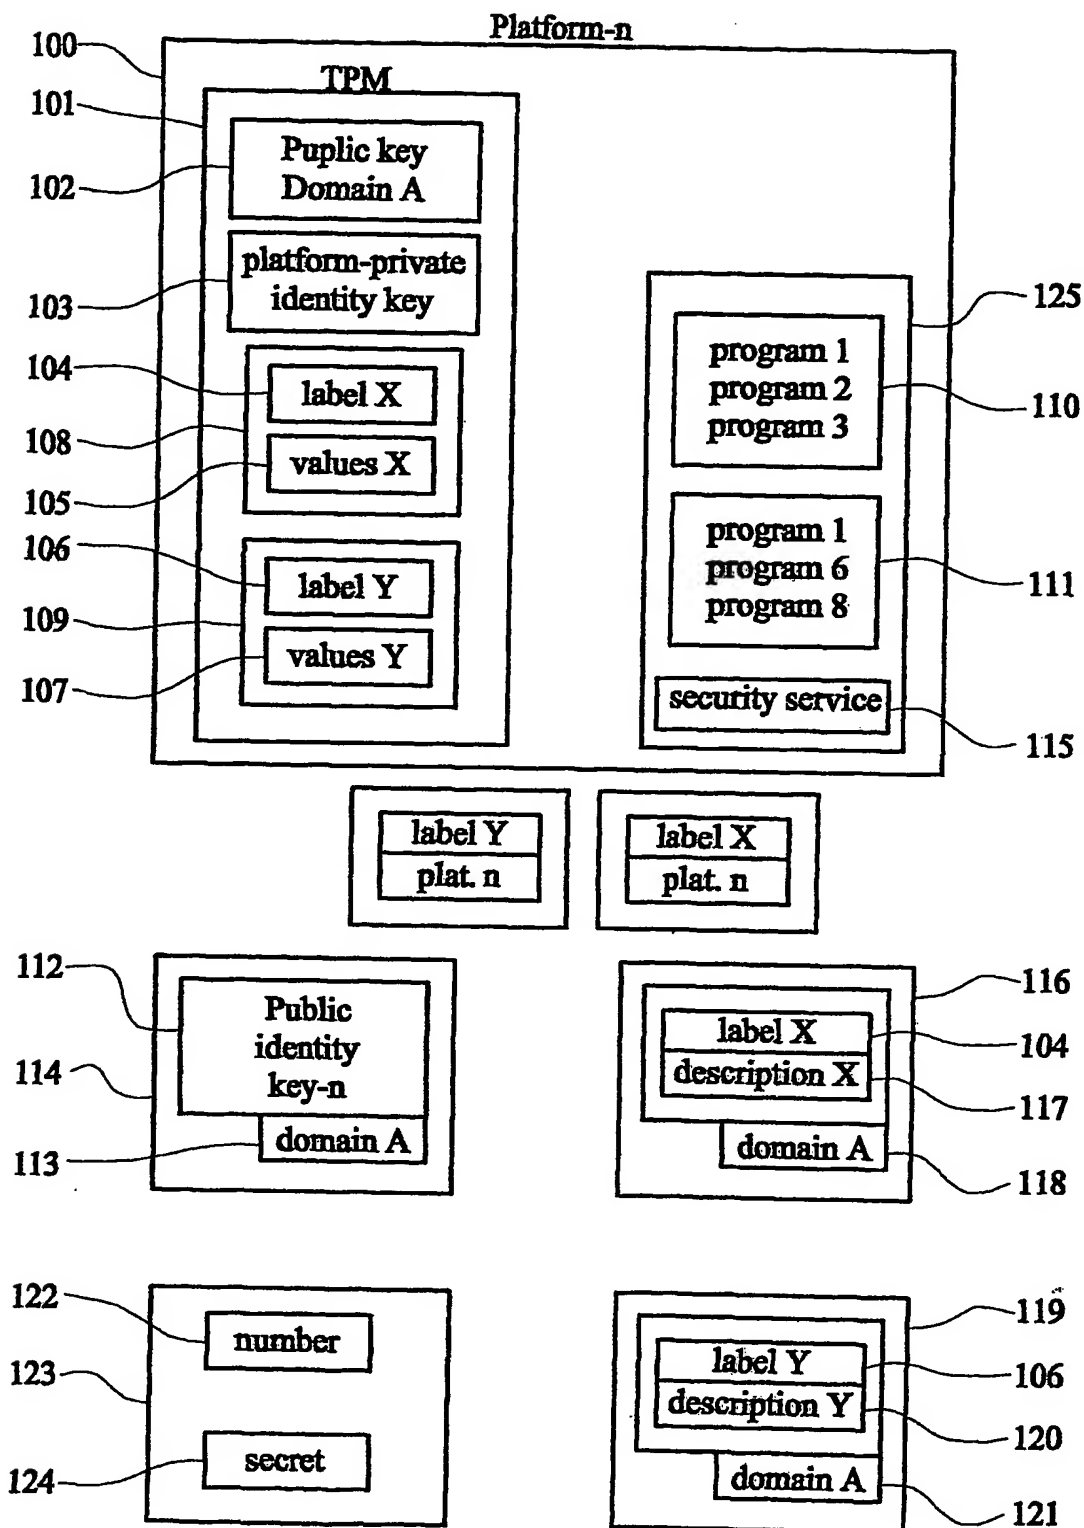 Platform-n
100
TPM
101
Puplic key
Domain A
102
platform-private
identity key
103
104
label X
108
values X
105
106
label Y
109
values Y
107
125
program 1
program 2
program 3
110
program 1
program 6
program 8
111
security service
115
label Y
plat. n
label X
plat. n
112
Public
identity
key-n
114
domain A
113
116
label X
104
description X
117
domain A
118
122
number
123
secret
124
119
label Y
106
description Y
120
domain A
121